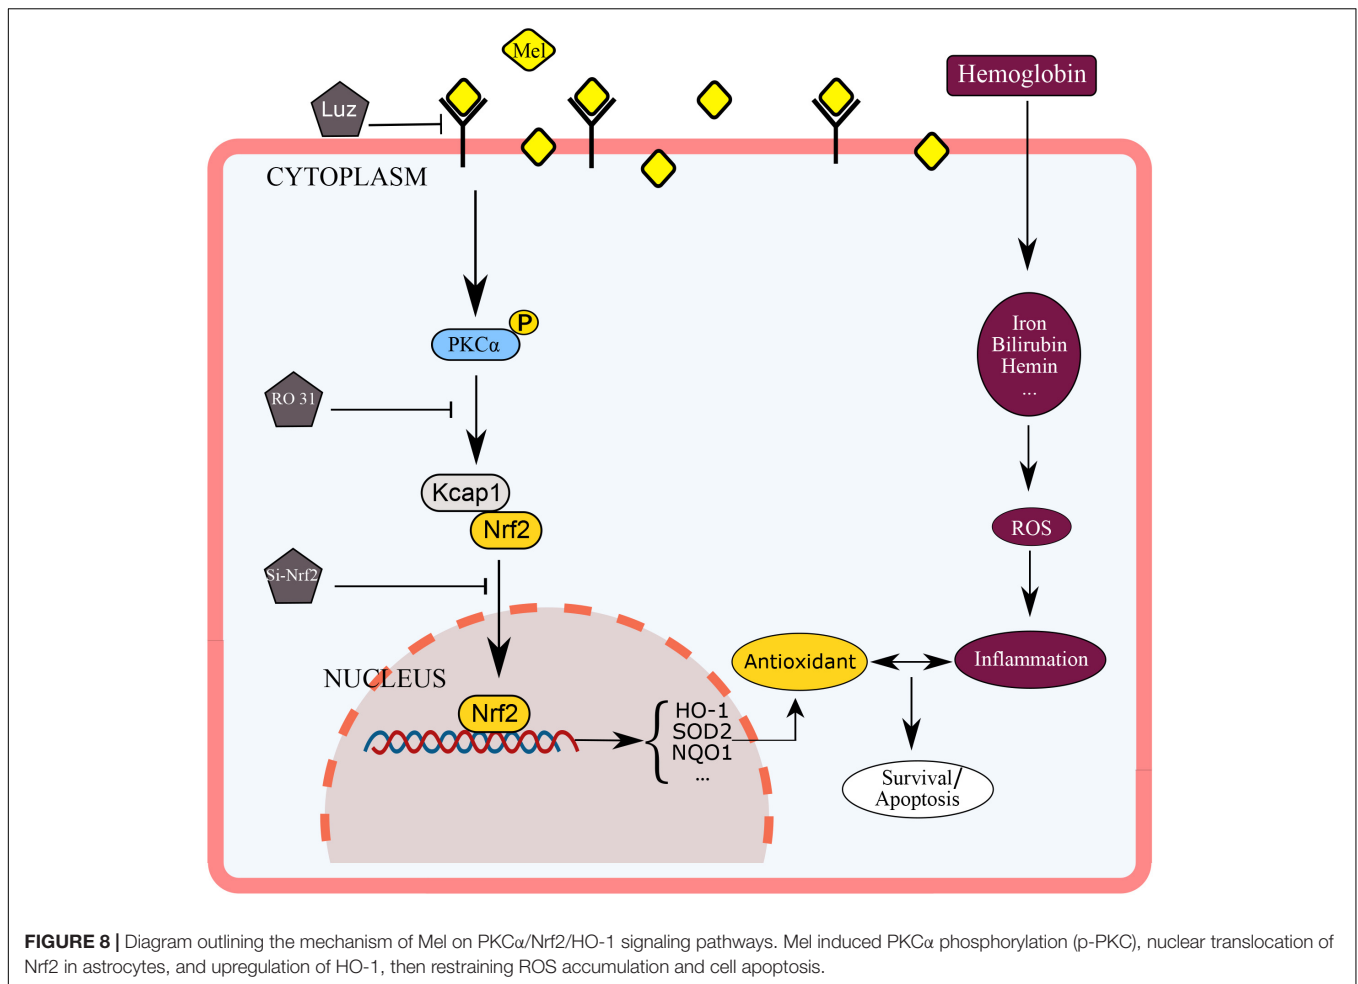 Mel
Hemoglobin
Luz
CYTOPLASM
P
PKCα
Iron
Bilirubin
Hemin
...
RO 31
Kcap1
Nrf2
ROS
Si-Nrf2
Antioxidant
Inflammation
NUCLEUS
Nrf2
HO-1
SOD2
NQO1
...
Survival/
Apoptosis
FIGURE 8 | Diagram outlining the mechanism of Mel on PKCα/Nrf2/HO-1 signaling pathways. Mel induced PKCα phosphorylation (p-PKC), nuclear translocation of
Nrf2 in astrocytes, and upregulation of HO-1, then restraining ROS accumulation and cell apoptosis.